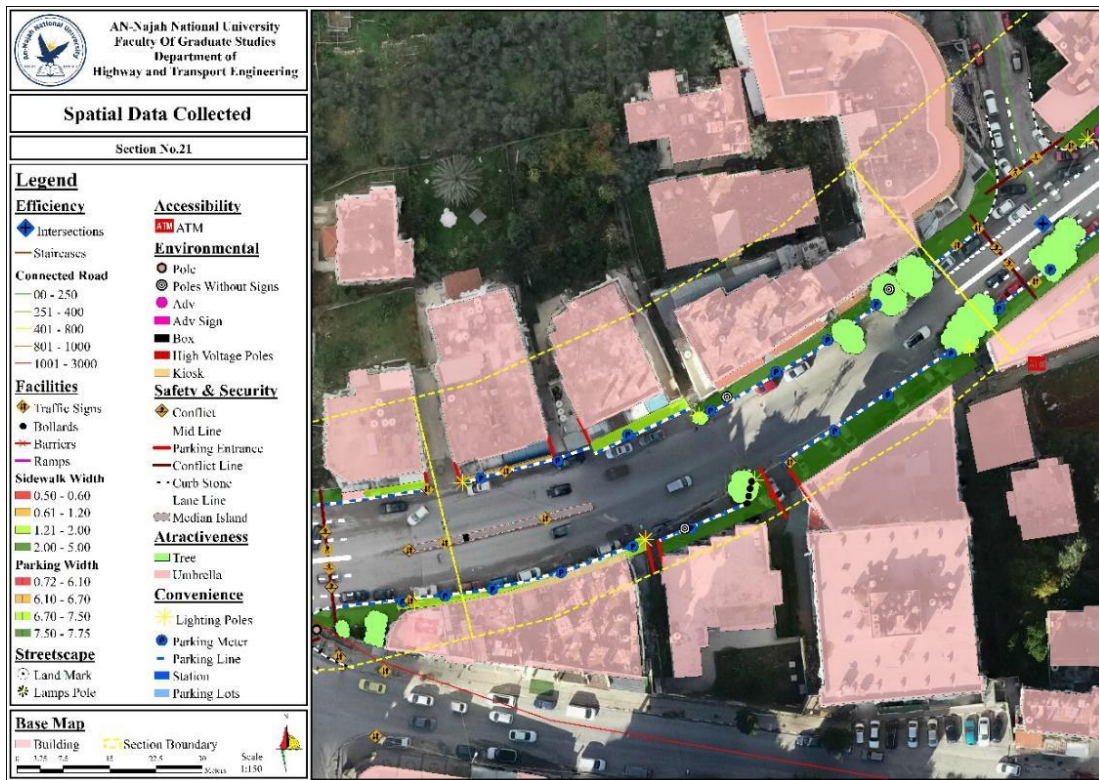 AN-Najah National University
Faculty Of Graduate Studies
Department of
Highway and Transport Engineering
Spatial Data Collected
Section No.21
Legend
Efficiency
Intersections
Staircases
Connected Road
00 - 250
251 - 400
401 - 800
801 - 1000
1001 - 3000
Facilities
Traffic Signs
Bollards
Barriers
Ramps
Sidewalk Width
0.50 - 0.60
0.61 - 1.20
1.21 - 2.00
2.00 - 5.00
Parking Width
0.72 - 6.10
6.10 - 6.70
6.70 - 7.50
7.50 - 7.75
Streetscape
Land Mark
Lamps Pole
Accessibility
ATM ATM
Environmental
Pole
Poles Without Signs
Adv
Adv Sign
Box
High Voltage Poles
Kiosk
Safety & Security
Conflict
Mid Line
Parking Entrance
Conflict Line
Curb Stone
Lane Line
Median Island
Atractiveness
Tree
Umbrella
Convenience
Lighting Poles
P Parking Meter
Parking Line
Station
Parking Lots
Base Map
Building
Section Boundary
Scale
1:150
Meters
ATM